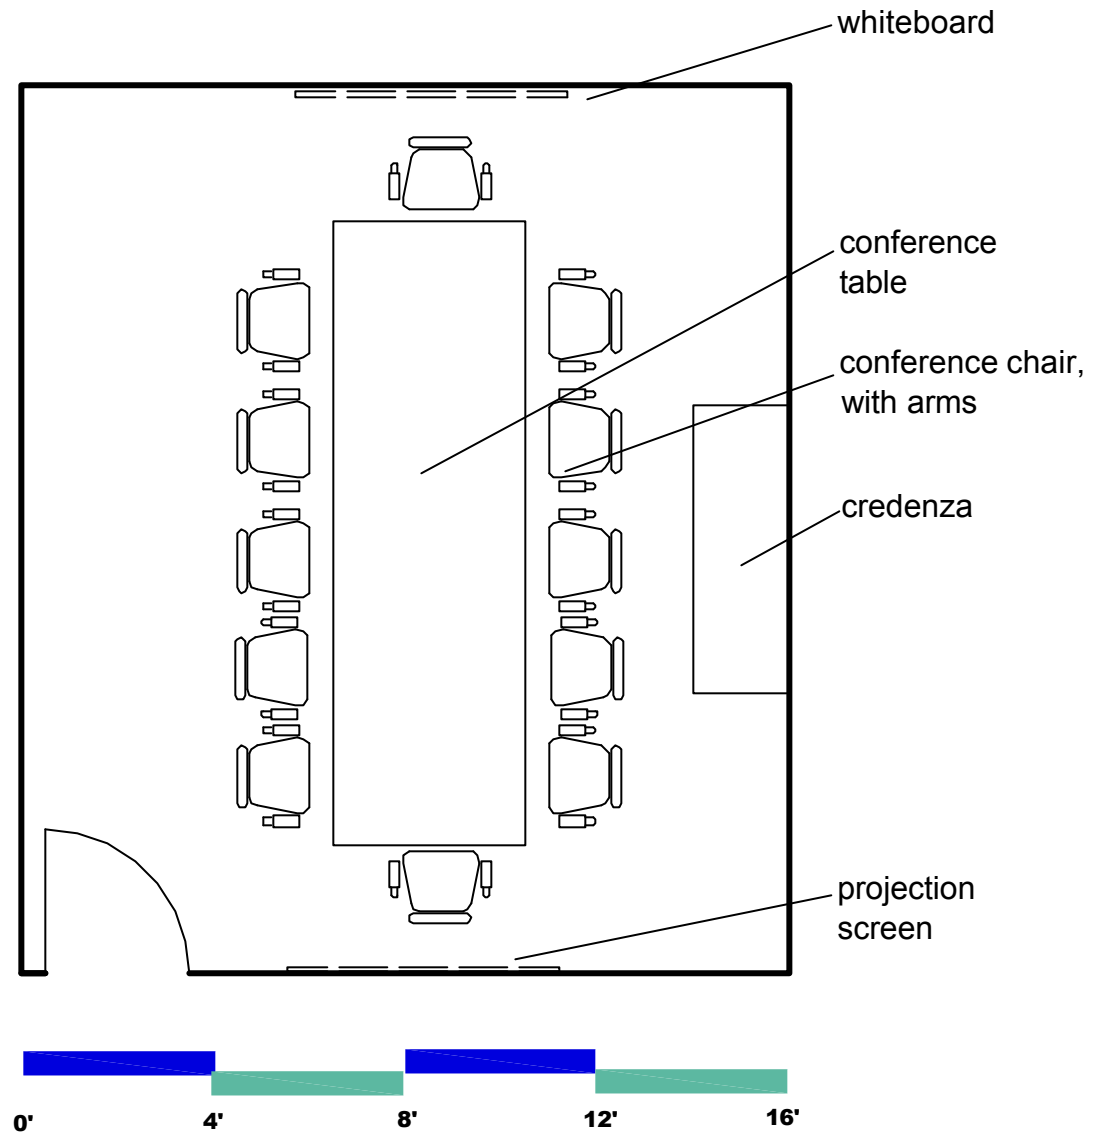 whiteboard
conference
table
conference chair,
with arms
credenza
projection
screen
0' 4' 8' 12' 16'